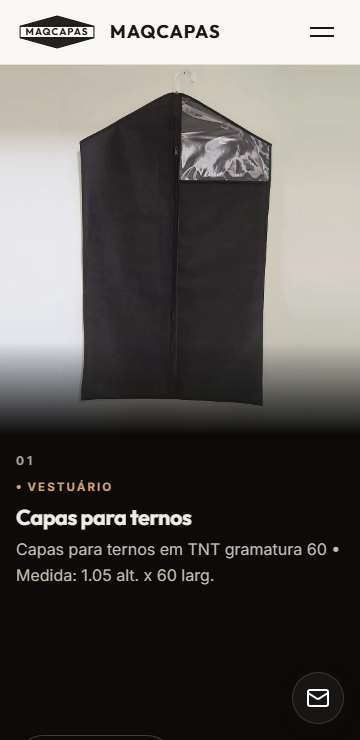 MAQCAPAS MAQCAPAS
01
• VESTUÁRIO
Capas para ternos
Capas para ternos em TNT gramatura 60 •
Medida: 1.05 alt. x 60 larg.